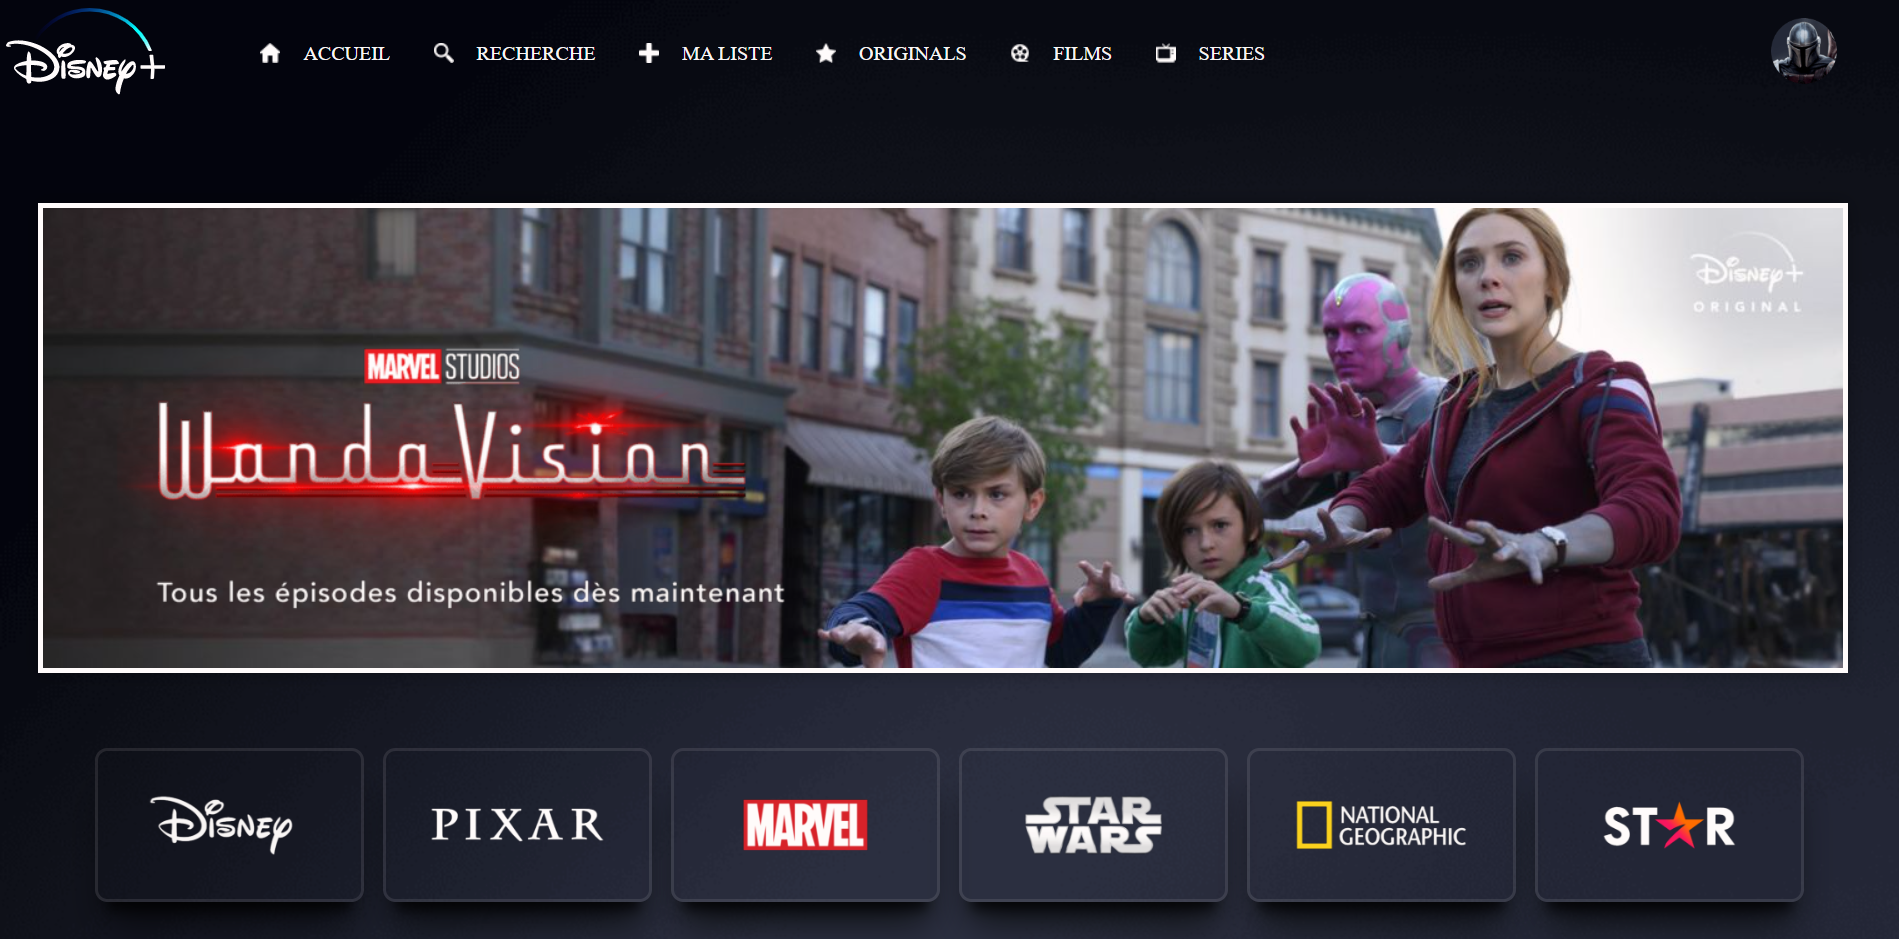 Disney+
ACCUEIL
RECHERCHE
MA LISTE
ORIGINALS
FILMS
SERIES
Disney+
ORIGINAL
MARVEL STUDIOS
WandaVision
Tous les épisodes disponibles dès maintenant
Disney
PIXAR
MARVEL
STAR
WARS
NATIONAL
GEOGRAPHIC
STAR